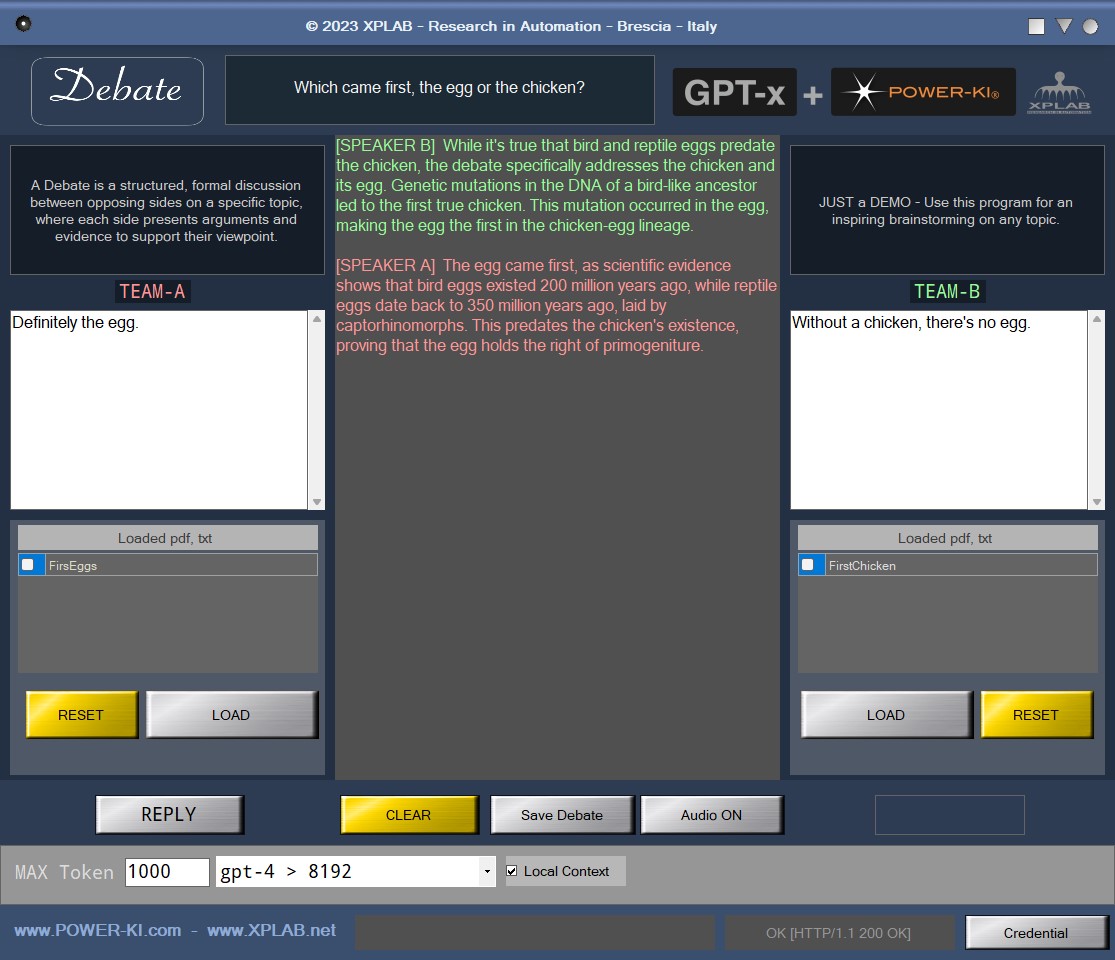 © 2023 XPLAB - Research in Automation - Brescia - Italy
Debate
Which came first, the egg or the chicken?
GPT-x + POWER-KI®
XPLAB
RESEARCH IN AUTOMATION
A Debate is a structured, formal discussion
between opposing sides on a specific topic,
where each side presents arguments and
evidence to support their viewpoint.
TEAM-A
Definitely the egg.
Loaded pdf, txt
FirsEggs
RESET
LOAD
[SPEAKER B]  While it's true that bird and reptile eggs predate
the chicken, the debate specifically addresses the chicken and
its egg. Genetic mutations in the DNA of a bird-like ancestor
led to the first true chicken. This mutation occurred in the egg,
making the egg the first in the chicken-egg lineage.
[SPEAKER A]  The egg came first, as scientific evidence
shows that bird eggs existed 200 million years ago, while reptile
eggs date back to 350 million years ago, laid by
captorhinomorphs. This predates the chicken's existence,
proving that the egg holds the right of primogeniture.
JUST a DEMO - Use this program for an
inspiring brainstorming on any topic.
TEAM-B
Without a chicken, there's no egg.
Loaded pdf, txt
FirstChicken
LOAD
RESET
REPLY
CLEAR
Save Debate
Audio ON
MAX Token
1000
gpt-4 > 8192
Local Context
www.POWER-KI.com  -  www.XPLAB.net
OK [HTTP/1.1 200 OK]
Credential